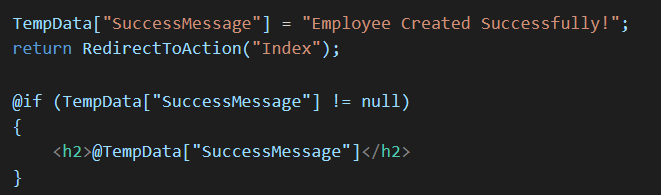 TempData["SuccessMessage"] = "Employee Created Successfully!";
return RedirectToAction("Index");

@if (TempData["SuccessMessage"] != null)
{
    <h2>@TempData["SuccessMessage"]</h2>
}